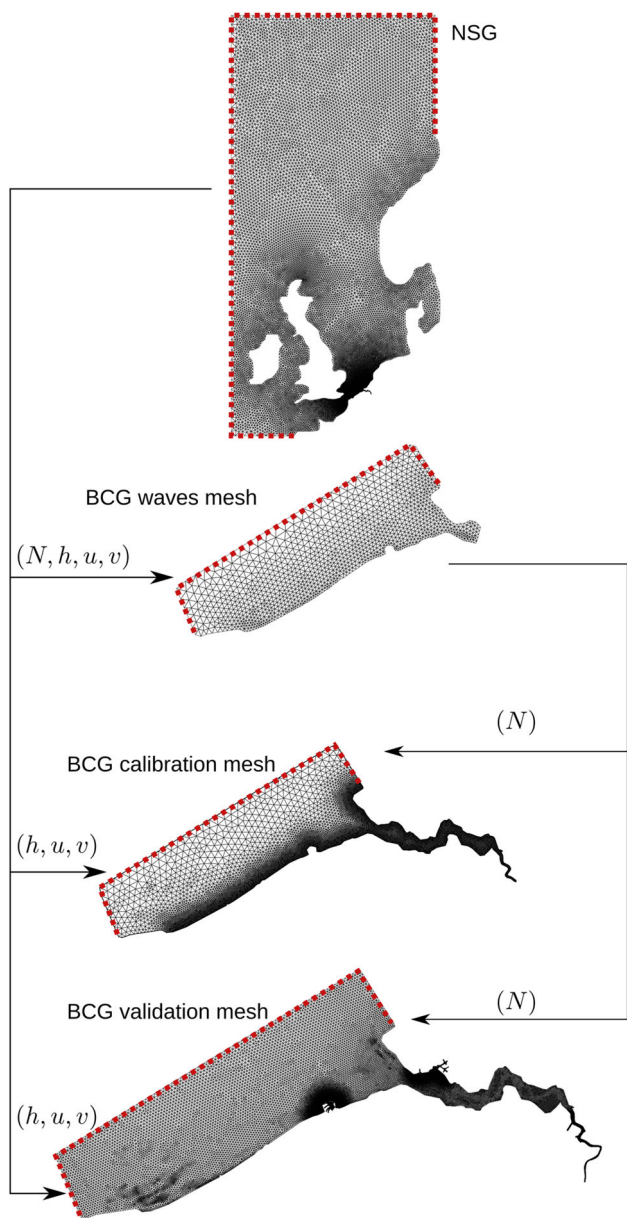 NSG
BCG waves mesh
(N, h, u, v)
(N)
BCG calibration mesh
(h, u, v)
(N)
BCG validation mesh
(h, u, v)